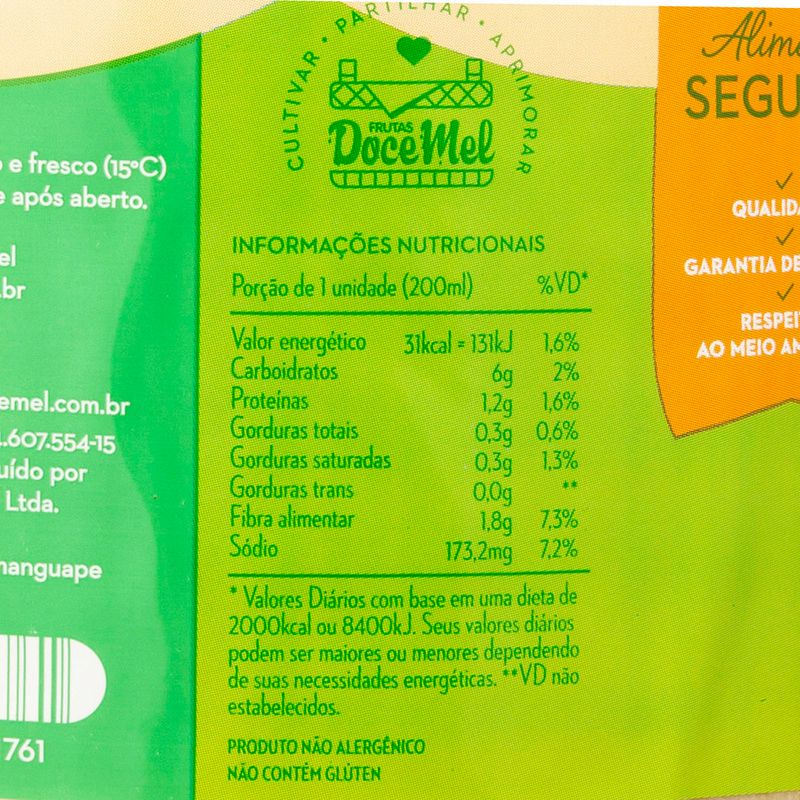 CULTIVAR • PARTILHAR • APRIMORAR
FRUTAS
DoceMel
e fresco (15°C)
após aberto.
emel.com.br
.607.554-15
uído por
Ltda.
manguape
761
INFORMAÇÕES NUTRICIONAIS
Porção de 1 unidade (200ml) %VD*
Valor energético 31kcal = 131kJ 1,6%
Carboidratos 6g 2%
Proteínas 1,2g 1,6%
Gorduras totais 0,3g 0,6%
Gorduras saturadas 0,3g 1,3%
Gorduras trans 0,0g **
Fibra alimentar 1,8g 7,3%
Sódio 173,2mg 7,2%
* Valores Diários com base em uma dieta de
2000kcal ou 8400kJ. Seus valores diários
podem ser maiores ou menores dependendo
de suas necessidades energéticas. **VD não
estabelecidos.
PRODUTO NÃO ALERGÊNICO
NÃO CONTÉM GLÚTEN
Alime
SEGU
QUALIDA
GARANTIA DE
RESPEI
AO MEIO AM